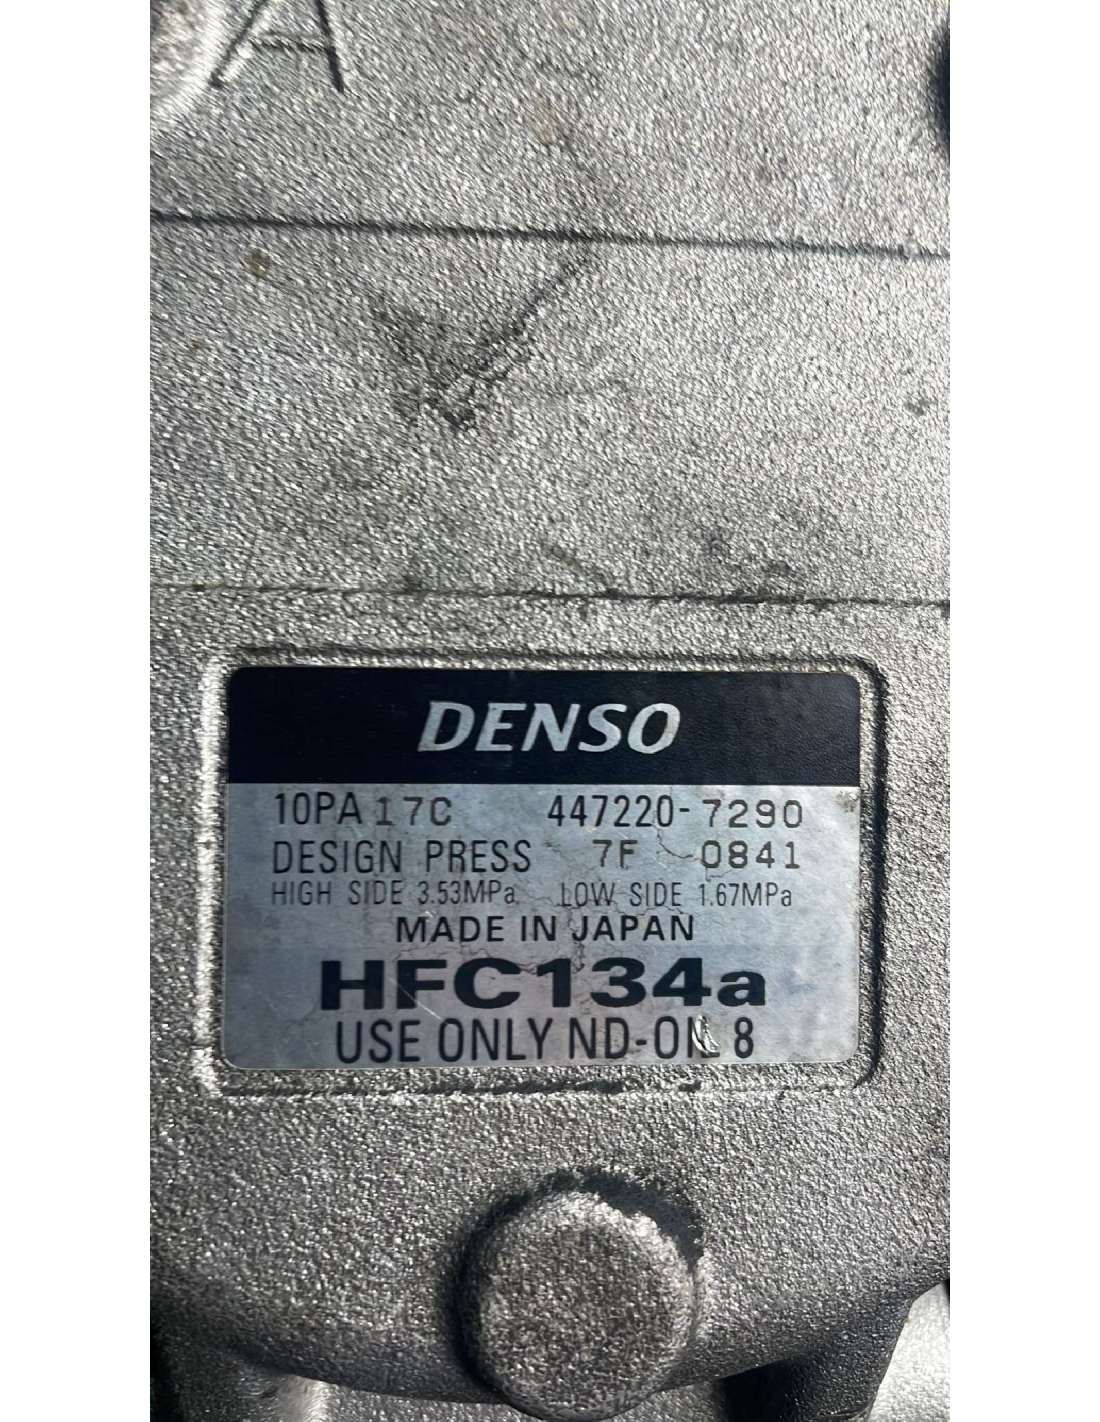 A
DENSO
10PA17C 447220-7290
DESIGN PRESS 7F 0841
HIGH SIDE 3.53MPa LOW SIDE 1.67MPa
MADE IN JAPAN
HFC134a
USE ONLY ND-OIL 8